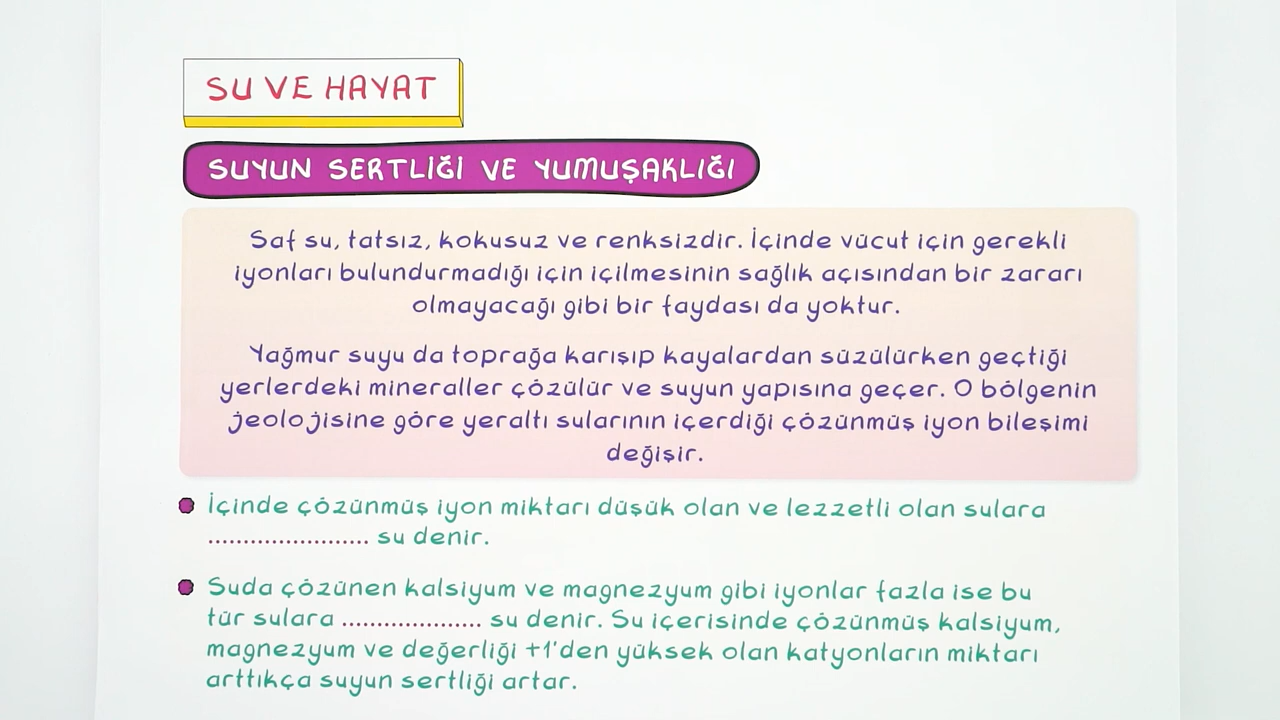 SU VE HAYAT
SUYUN SERTLİĞİ VE YUMUŞAKLIĞI
Saf su, tatsız, kokusuz ve renksizdir. İçinde vücut için gerekli
iyonları bulundurmadığı için içilmesinin sağlık açısından bir zararı
olmayacağı gibi bir faydası da yoktur.
Yağmur suyu da toprağa karışıp kayalardan süzülürken geçtiği
yerlerdeki mineraller çözülür ve suyun yapısına geçer. O bölgenin
jeolojisine göre yeraltı sularının içerdiği çözünmüş iyon bileşimi
değişir.
İçinde çözünmüş iyon miktarı düşük olan ve lezzetli olan sulara
....................... su denir.
Suda çözünen kalsiyum ve magnezyum gibi iyonlar fazla ise bu
tür sulara .................... su denir. Su içerisinde çözünmüş kalsiyum,
magnezyum ve değerliği +1'den yüksek olan katyonların miktarı
arttıkça suyun sertliği artar.